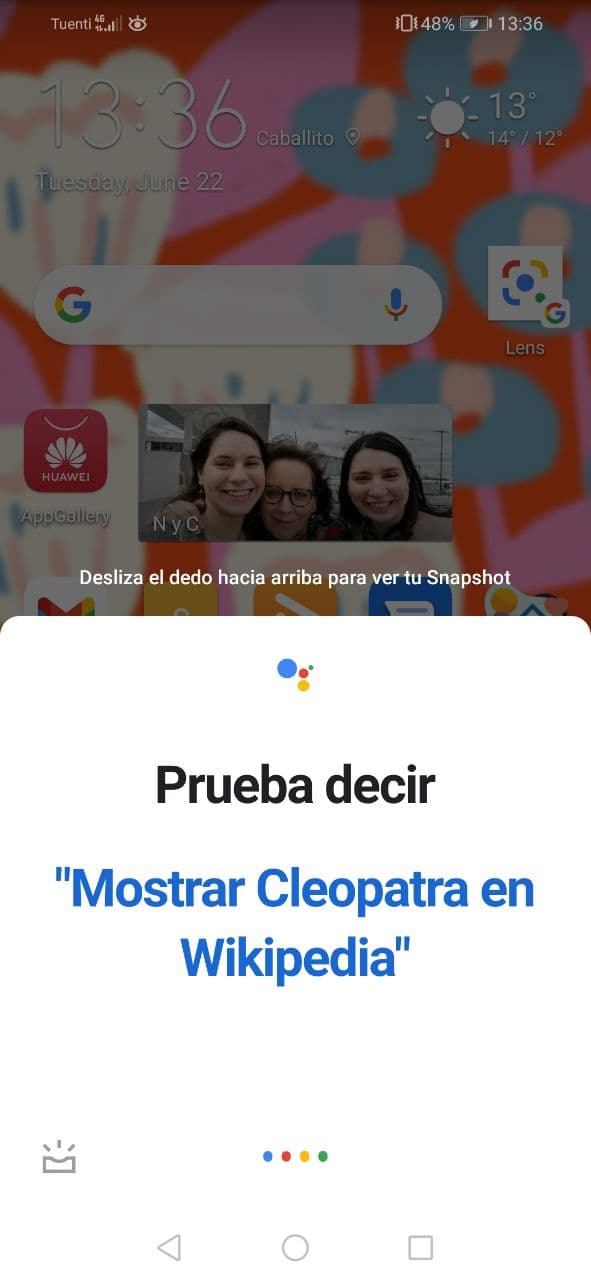 Tuenti 4G 48% 13:36
13:36
Caballito
13°
14° / 12°
Tuesday, June 22
Lens
HUAWEI
AppGallery
N y C
Desliza el dedo hacia arriba para ver tu Snapshot
Prueba decir
"Mostrar Cleopatra en
Wikipedia"